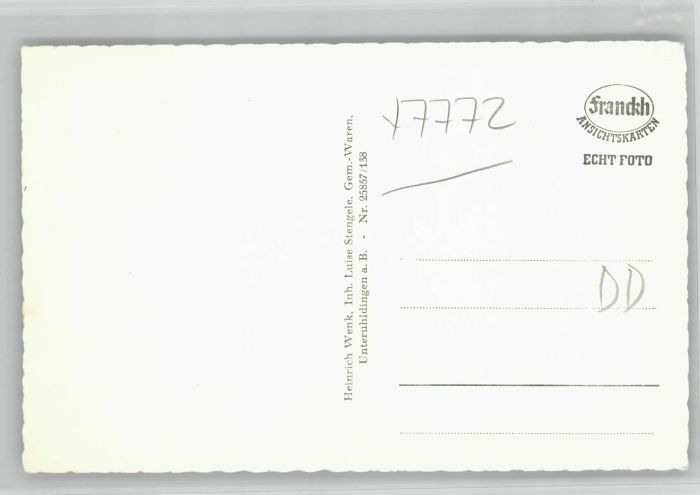 Heinrich Wenk, Inh. Luise Stengele. Gem.-Waren,
Unteruhldingen a. B. - Nr. 25857/138
x7772
Franckh
ANSICHTSKARTEN
ECHT FOTO
DD